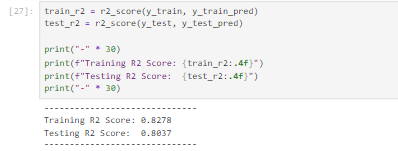 [27]:
train_r2 = r2_score(y_train, y_train_pred)
test_r2 = r2_score(y_test, y_test_pred)
print("-" * 30)
print(f"Training R2 Score: {train_r2:.4f}")
print(f"Testing R2 Score:  {test_r2:.4f}")
print("-" * 30)
------------------------------
Training R2 Score: 0.8278
Testing R2 Score:  0.8037
------------------------------